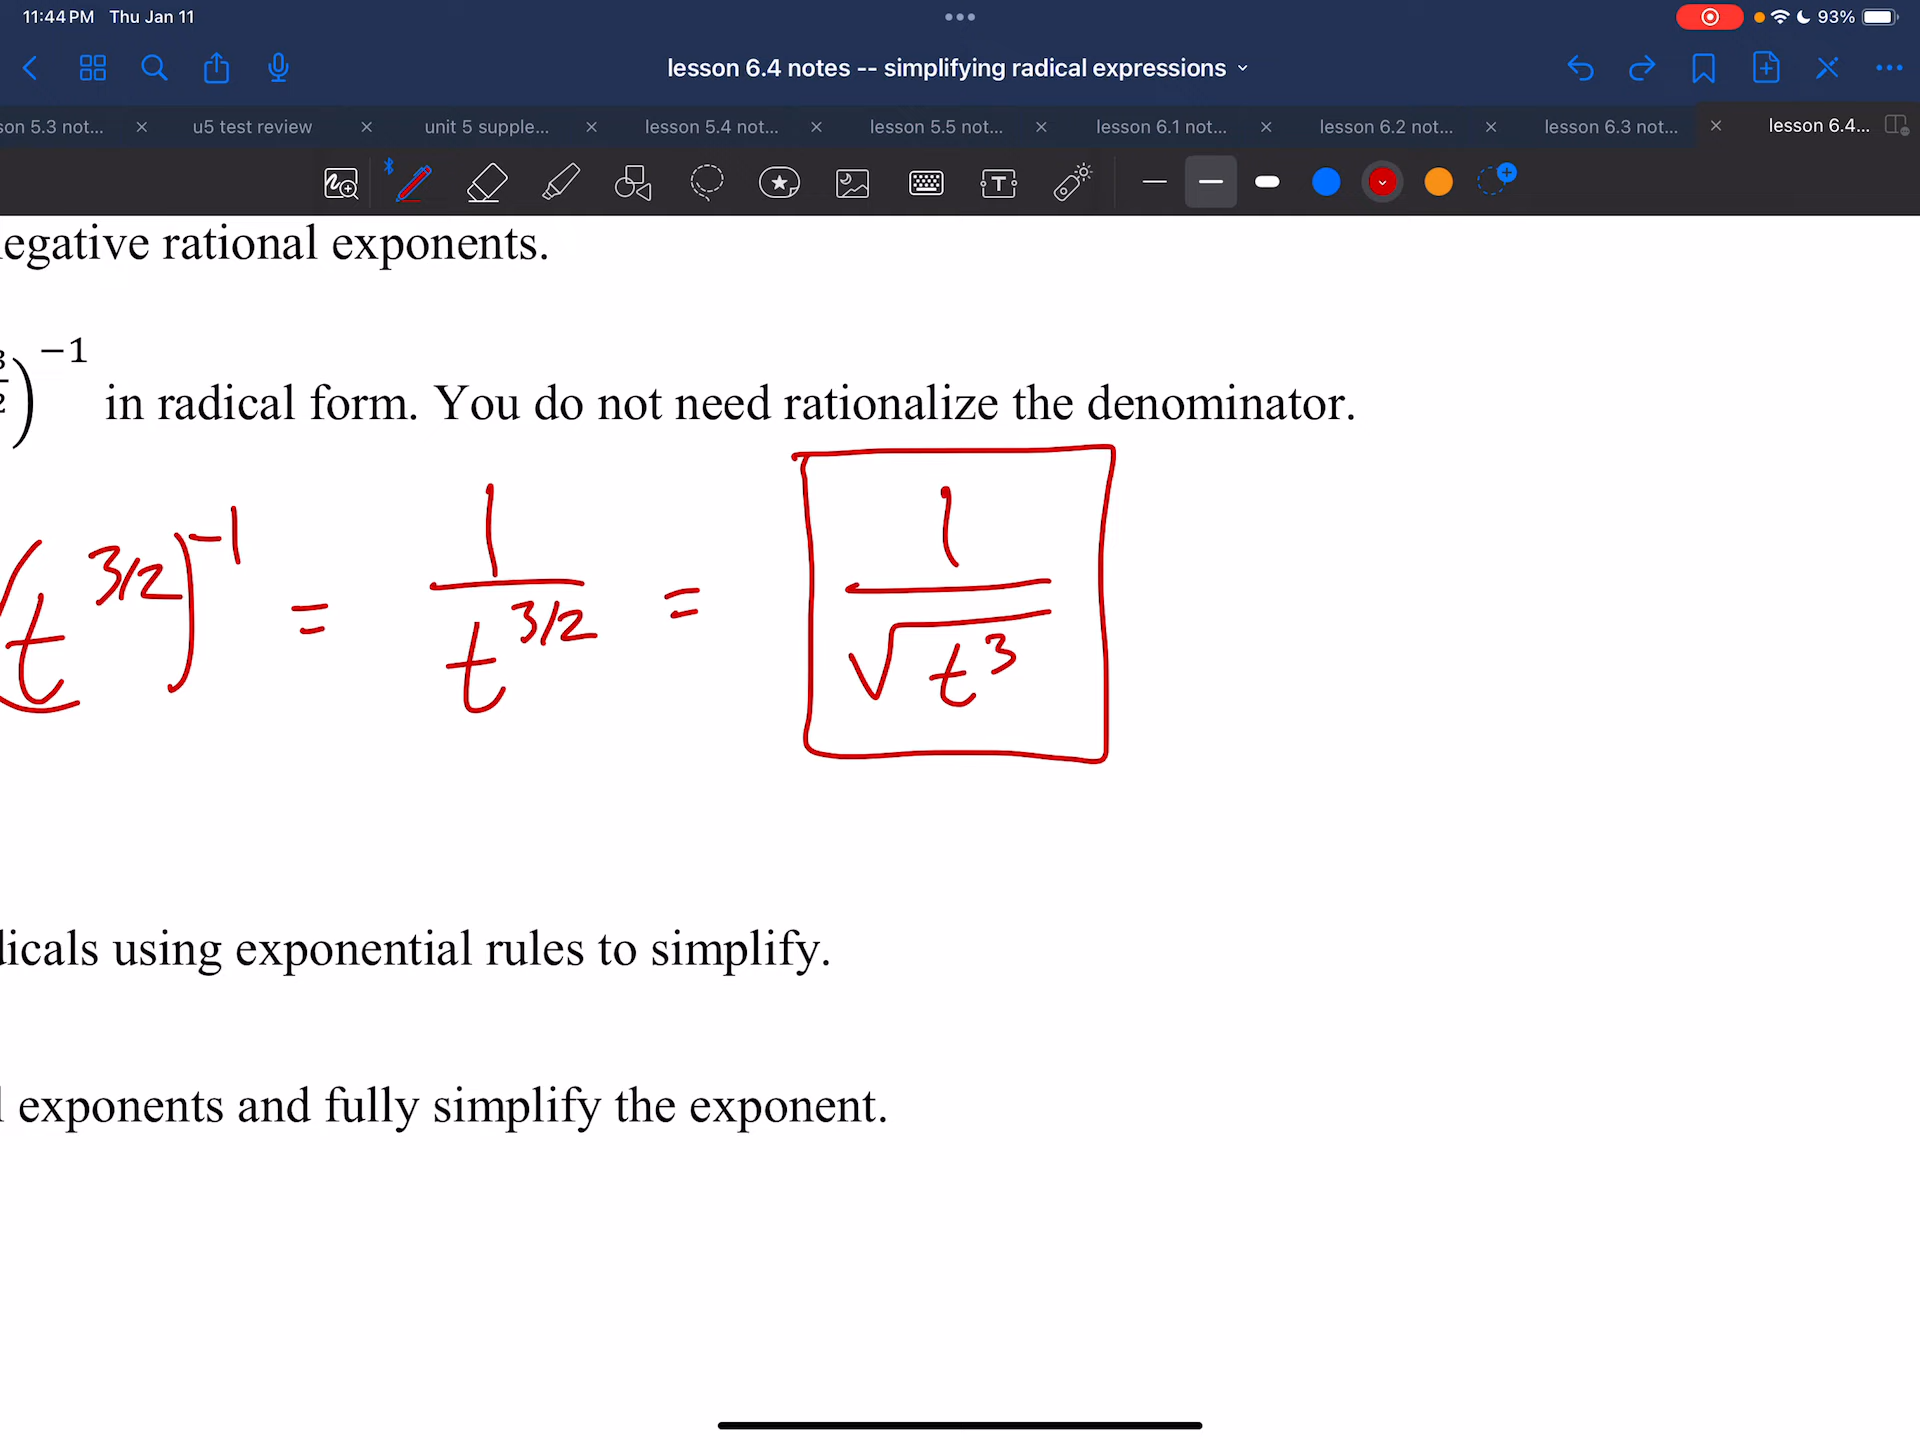 11:44 PM Thu Jan 11
93%
lesson 6.4 notes -- simplifying radical expressions
son 5.3 not... u5 test review unit 5 supple... lesson 5.4 not... lesson 5.5 not... lesson 6.1 not... lesson 6.2 not... lesson 6.3 not... lesson 6.4...
egative rational exponents.
3/2)^−1 in radical form. You do not need rationalize the denominator.
(t^3/2)^-1 = 1/t^3/2 = 1/√t^3
licals using exponential rules to simplify.
l exponents and fully simplify the exponent.